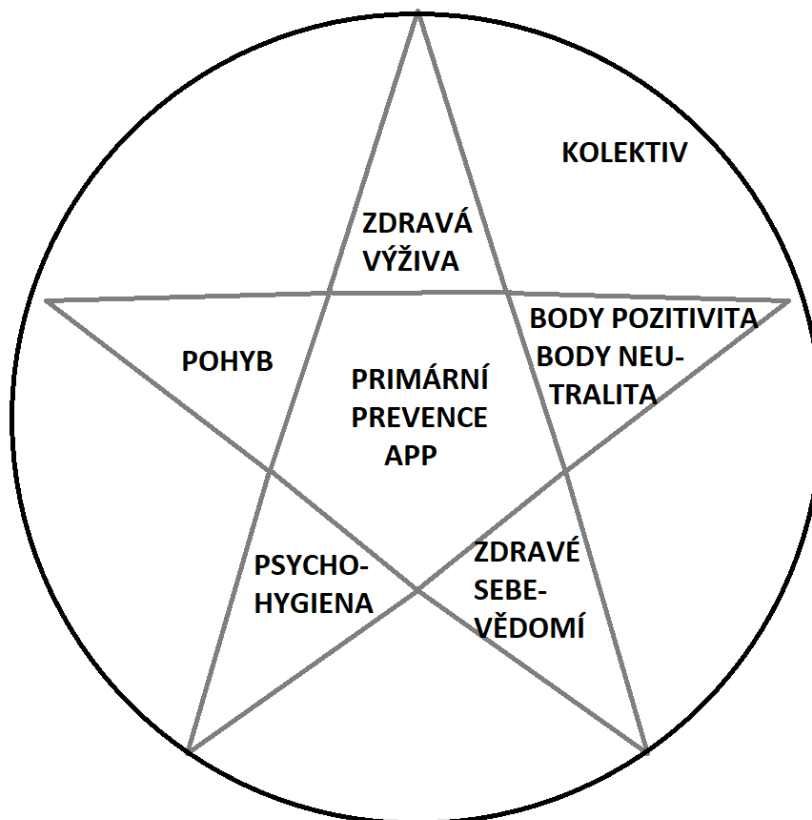 KOLEKTIV
ZDRAVÁ
VÝŽIVA
BODY POZITIVITA
BODY NEU-
TRALITA
POHYB
PRIMÁRNÍ
PREVENCE
APP
ZDRAVÉ
SEBE-
VĚDOMÍ
PSYCHO-
HYGIENA